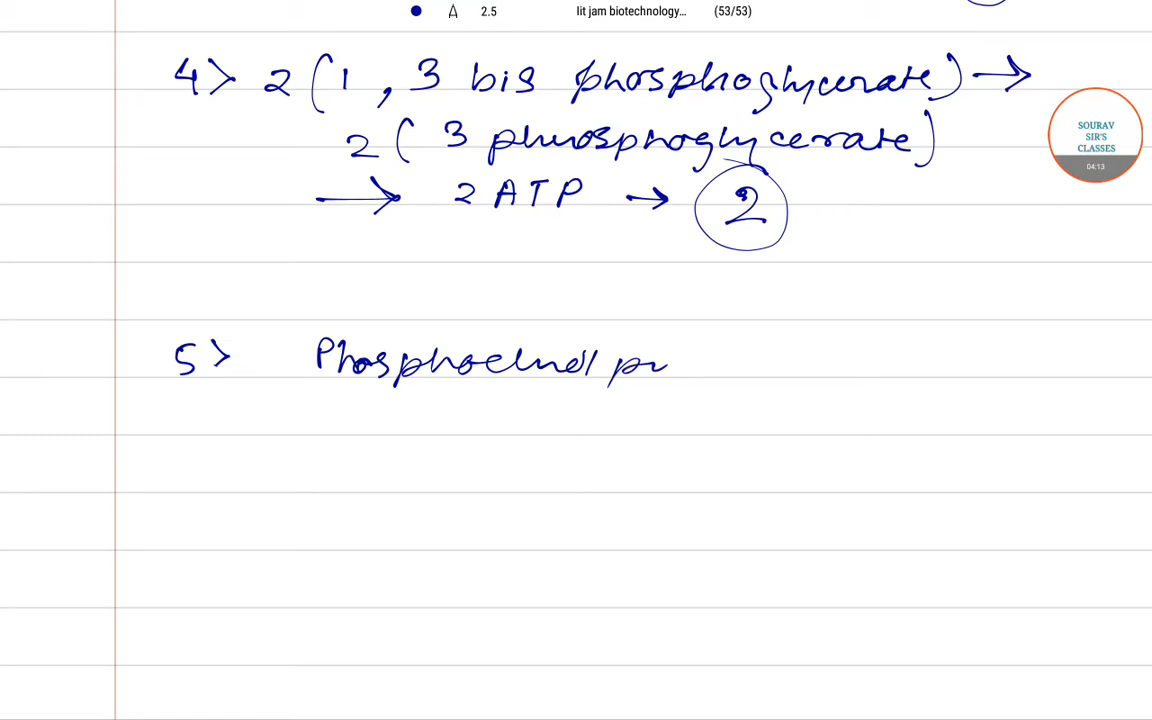 A 2.5 Iit jam biotechnology... (53/53)
4> 2 (1, 3 bis phosphoglycerate) →
2 ( 3 phosphoglycerate)
→ 2 ATP → 2
SOURAV
SIR'S
CLASSES
04:13
5> Phosphoenol py